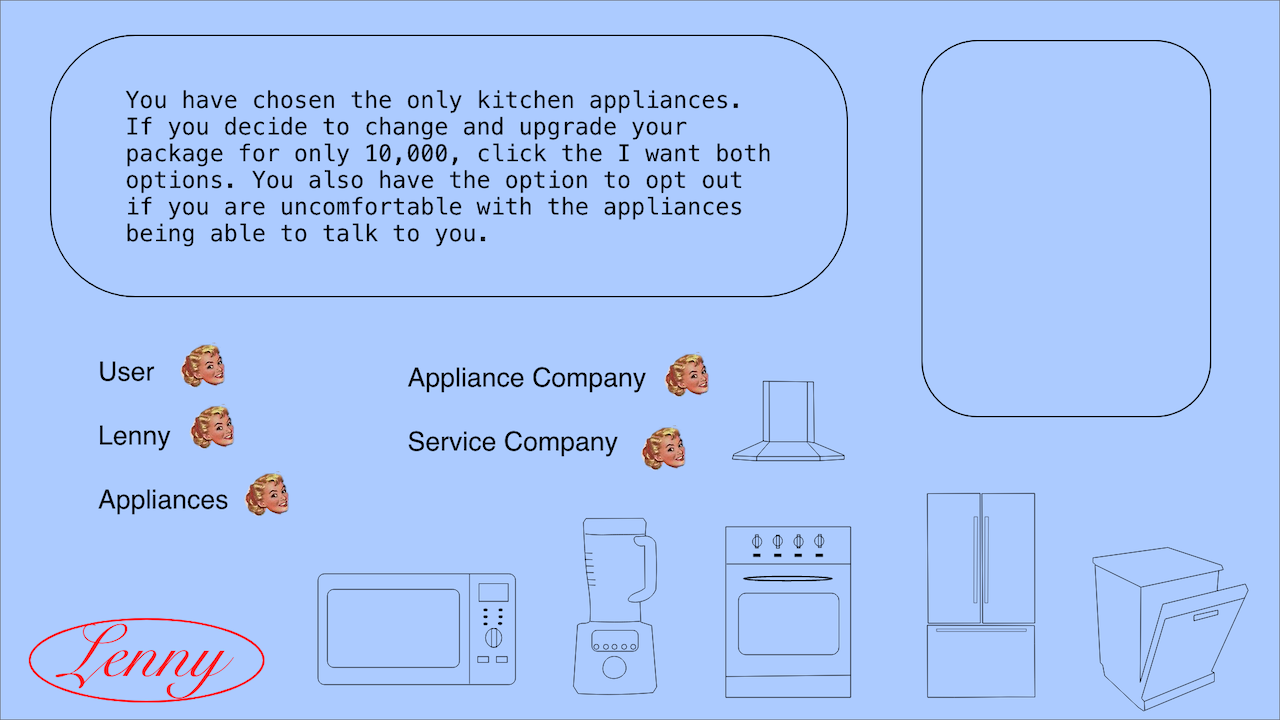 You have chosen the only kitchen appliances.
If you decide to change and upgrade your
package for only 10,000, click the I want both
options. You also have the option to opt out
if you are uncomfortable with the appliances
being able to talk to you.
User
Appliance Company
Lenny
Service Company
Appliances
Lenny